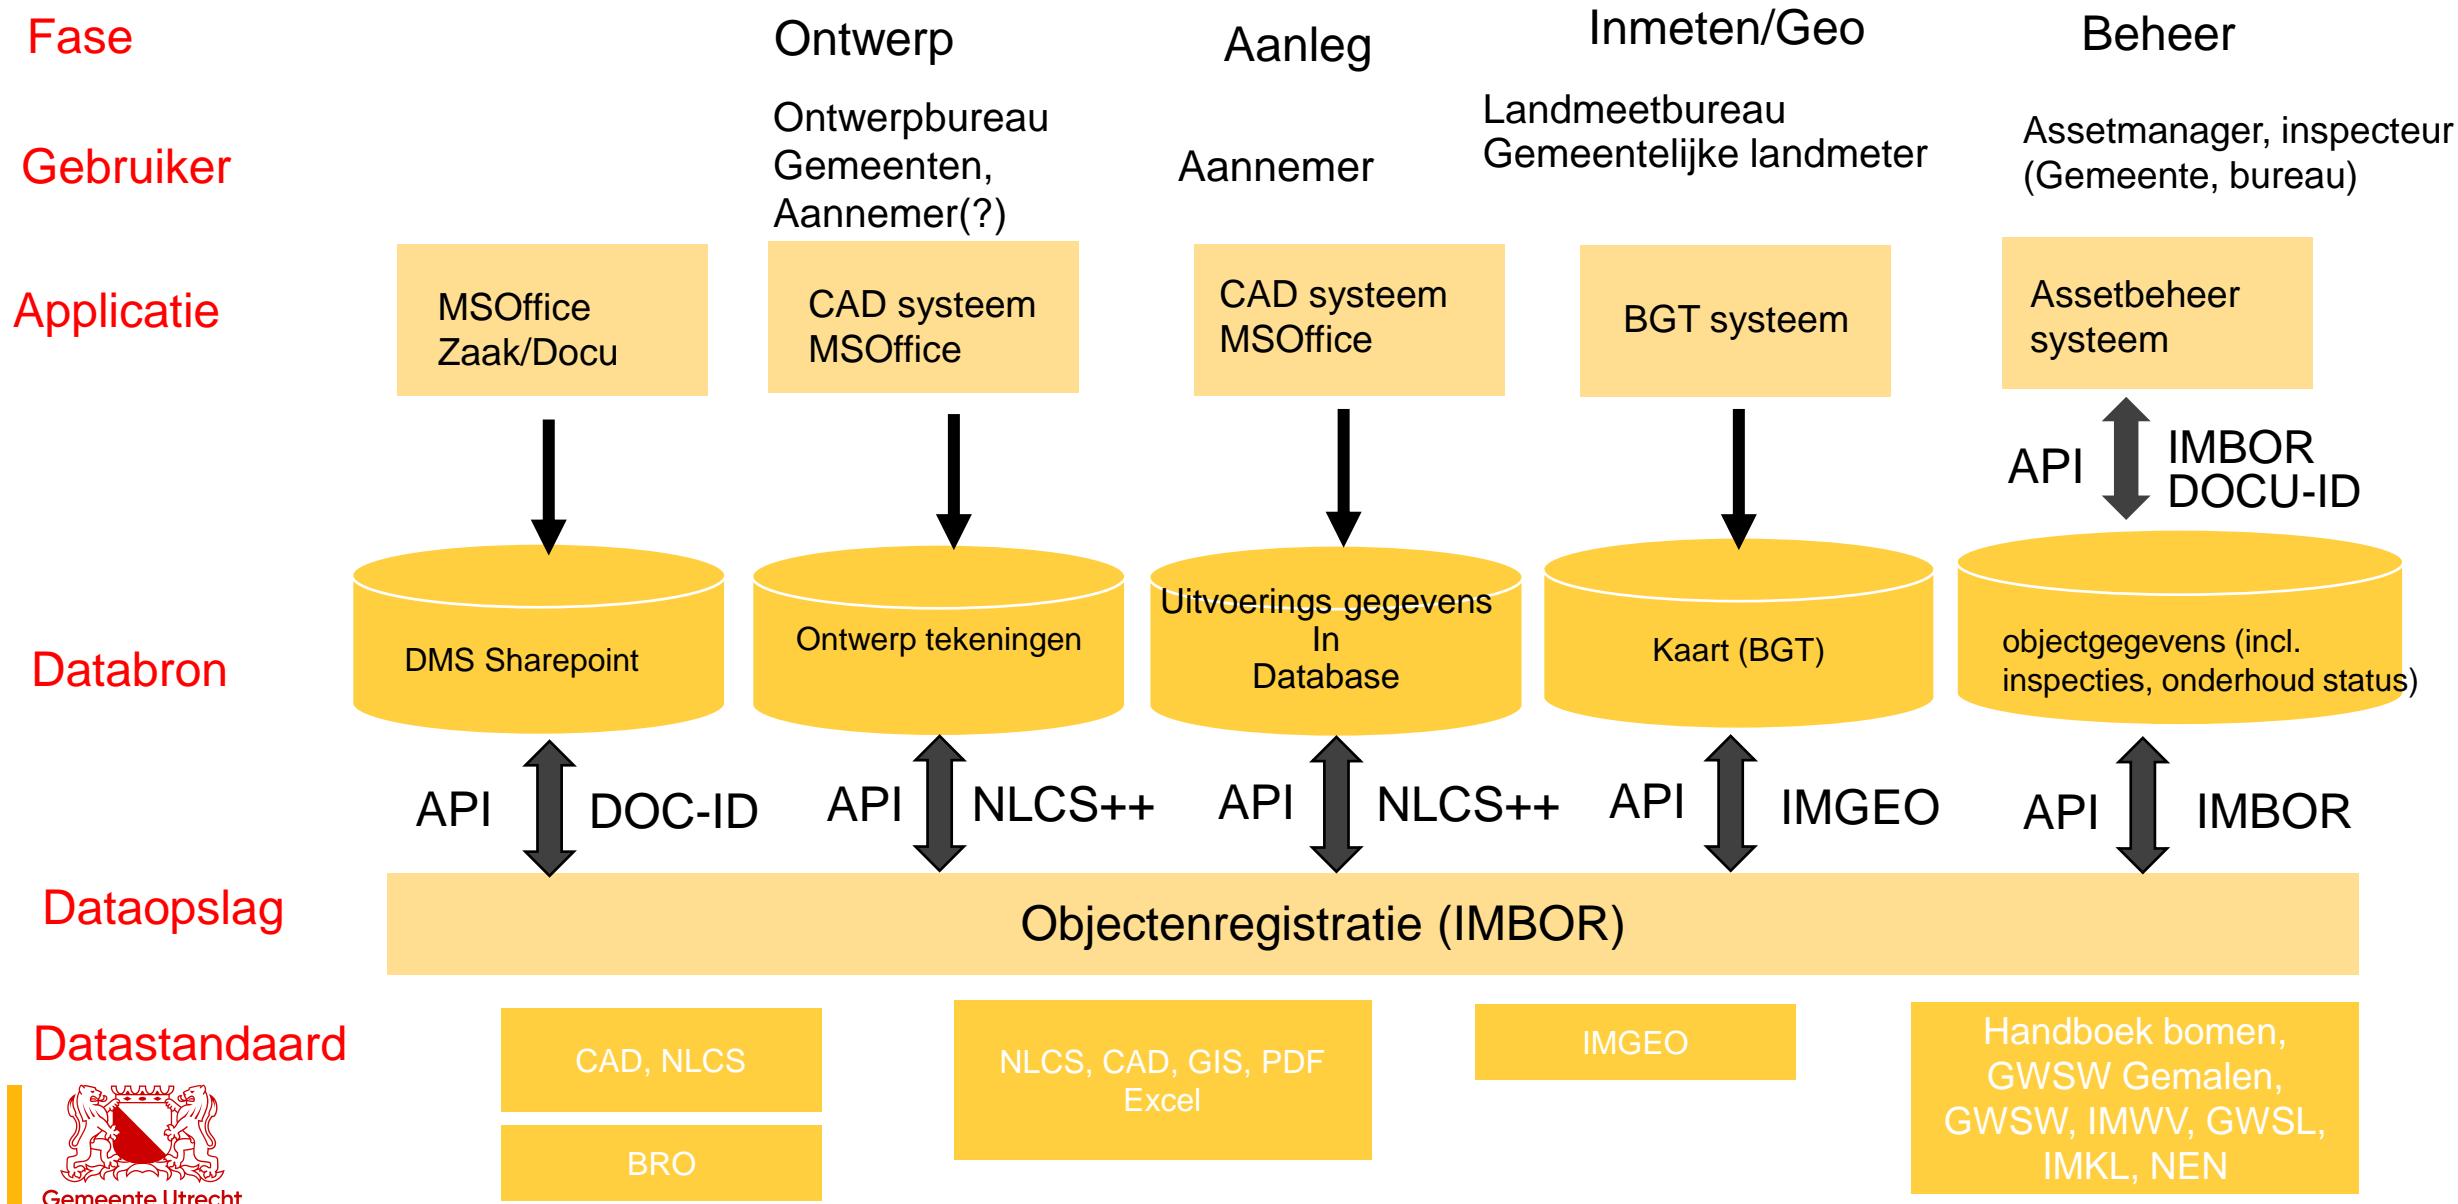 Fase
Ontwerp
Aanleg
Inmeten/Geo
Beheer
Gebruiker
Ontwerpbureau
Gemeenten,
Aannemer(?)
Aannemer
Landmeetbureau
Gemeentelijke landmeter
Assetmanager, inspecteur
(Gemeente, bureau)
Applicatie
MSOffice
Zaak/Docu
CAD systeem
MSOffice
CAD systeem
MSOffice
BGT systeem
Assetbeheer
systeem
API
IMBOR
DOCU-ID
Databron
DMS Sharepoint
Ontwerp tekeningen
Uitvoerings gegevens
In
Database
Kaart (BGT)
objectgegevens (incl.
inspecties, onderhoud status)
API
DOC-ID
API
NLCS++
API
NLCS++
API
IMGEO
API
IMBOR
Dataopslag
Objectenregistratie (IMBOR)
Datastandaard
CAD, NLCS
BRO
NLCS, CAD, GIS, PDF
Excel
IMGEO
Handboek bomen,
GWSW Gemalen,
GWSW, IMWV, GWSL,
IMKL, NEN
Gemeente Utrecht